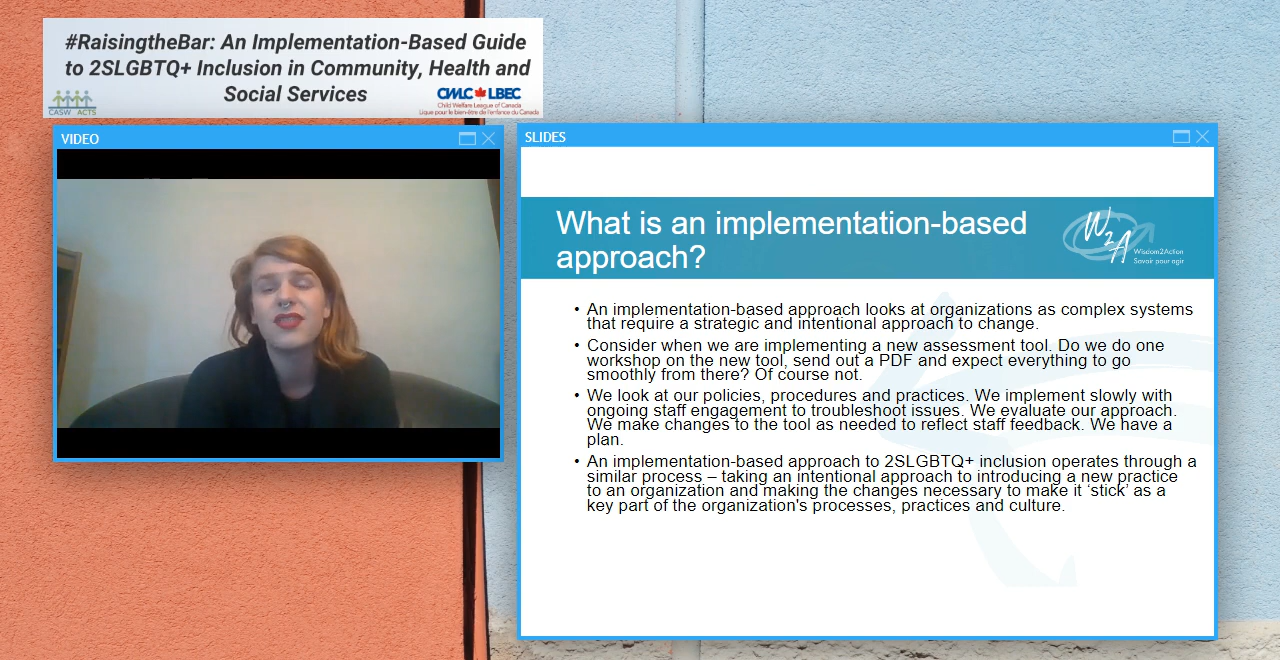 #RaisingtheBar: An Implementation-Based Guide
to 2SLGBTQ+ Inclusion in Community, Health and
Social Services
CASW ACTS
CWLC LBEC
Child Welfare League of Canada
Ligue pour le bien-être de l'enfance du Canada
VIDEO
SLIDES
What is an implementation-based
approach?
W2A
Wisdom2Action
Savoir pour agir
• An implementation-based approach looks at organizations as complex systems
that require a strategic and intentional approach to change.
• Consider when we are implementing a new assessment tool. Do we do one
workshop on the new tool, send out a PDF and expect everything to go
smoothly from there? Of course not.
• We look at our policies, procedures and practices. We implement slowly with
ongoing staff engagement to troubleshoot issues. We evaluate our approach.
We make changes to the tool as needed to reflect staff feedback. We have a
plan.
• An implementation-based approach to 2SLGBTQ+ inclusion operates through a
similar process – taking an intentional approach to introducing a new practice
to an organization and making the changes necessary to make it ‘stick’ as a
key part of the organization's processes, practices and culture.